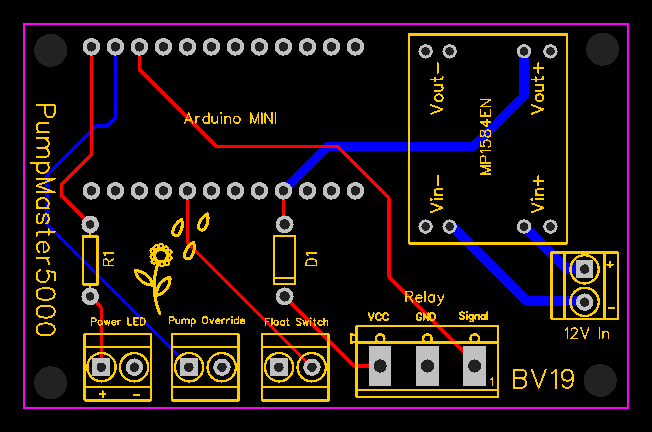 Vout-
Vout+
Arduino MINI
MP1584EN
PumpMaster5000
Vin-
Vin+
R1
D1
+
-
Relay
12V In
Power LED
Pump Override
Float Switch
VCC
GND
Signal
1
+
-
BV19